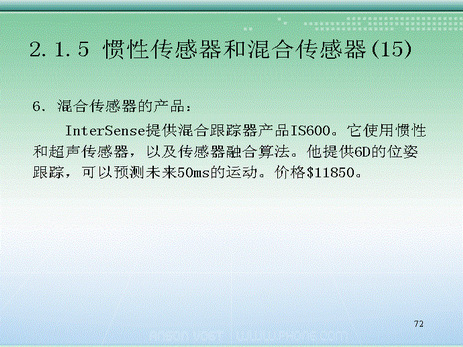 2.1.5 惯性传感器和混合传感器(15)
6．混合传感器的产品：
InterSense提供混合跟踪器产品IS600。它使用惯性
和超声传感器，以及传感器融合算法。他提供6D的位姿
跟踪，可以预测未来50ms的运动。价格$11850。
72